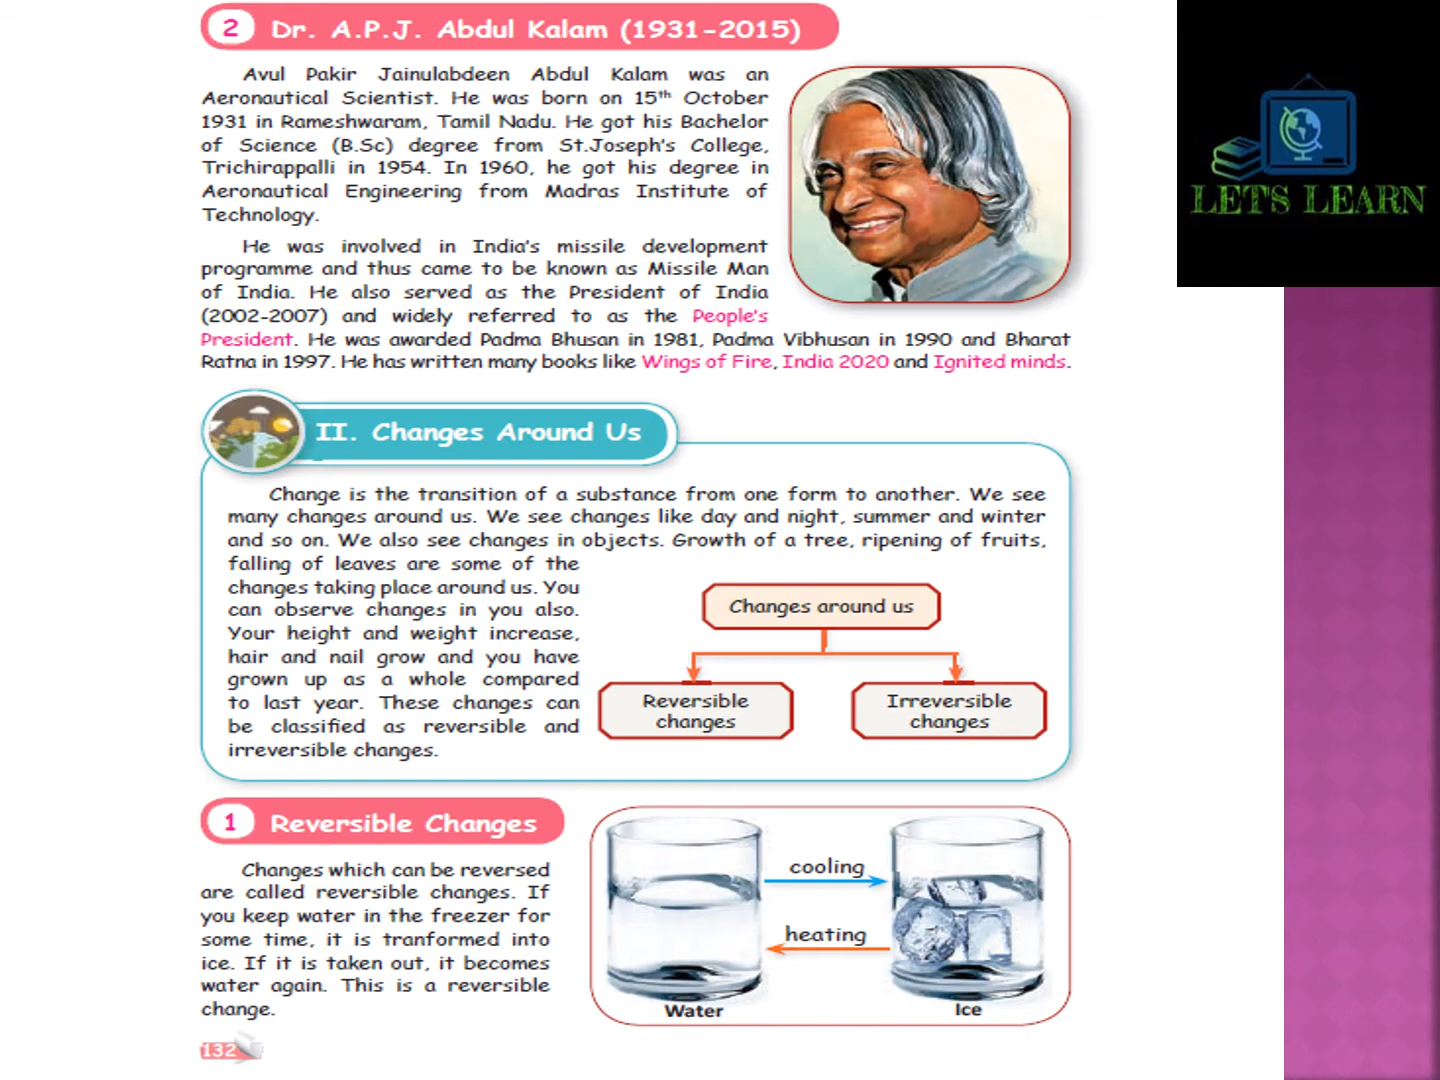 2 Dr. A.P.J. Abdul Kalam (1931-2015)
Avul Pakir Jainulabdeen Abdul Kalam was an
Aeronautical Scientist. He was born on 15th October
1931 in Rameshwaram, Tamil Nadu. He got his Bachelor
of Science (B.Sc) degree from St.Joseph's College,
Trichirappalli in 1954. In 1960, he got his degree in
Aeronautical Engineering from Madras Institute of
Technology.
He was involved in India's missile development
programme and thus came to be known as Missile Man
of India. He also served as the President of India
(2002-2007) and widely referred to as the People's
President. He was awarded Padma Bhusan in 1981, Padma Vibhusan in 1990 and Bharat
Ratna in 1997. He has written many books like Wings of Fire, India 2020 and Ignited minds.
LET'S LEARN
II. Changes Around Us
Change is the transition of a substance from one form to another. We see
many changes around us. We see changes like day and night, summer and winter
and so on. We also see changes in objects. Growth of a tree, ripening of fruits,
falling of leaves are some of the
changes taking place around us. You
can observe changes in you also.
Your height and weight increase,
hair and nail grow and you have
grown up as a whole compared
to last year. These changes can
be classified as reversible and
irreversible changes.
Changes around us
Reversible
changes
Irreversible
changes
1 Reversible Changes
Changes which can be reversed
are called reversible changes. If
you keep water in the freezer for
some time, it is tranformed into
ice. If it is taken out, it becomes
water again. This is a reversible
change.
cooling
heating
Water
Ice
132